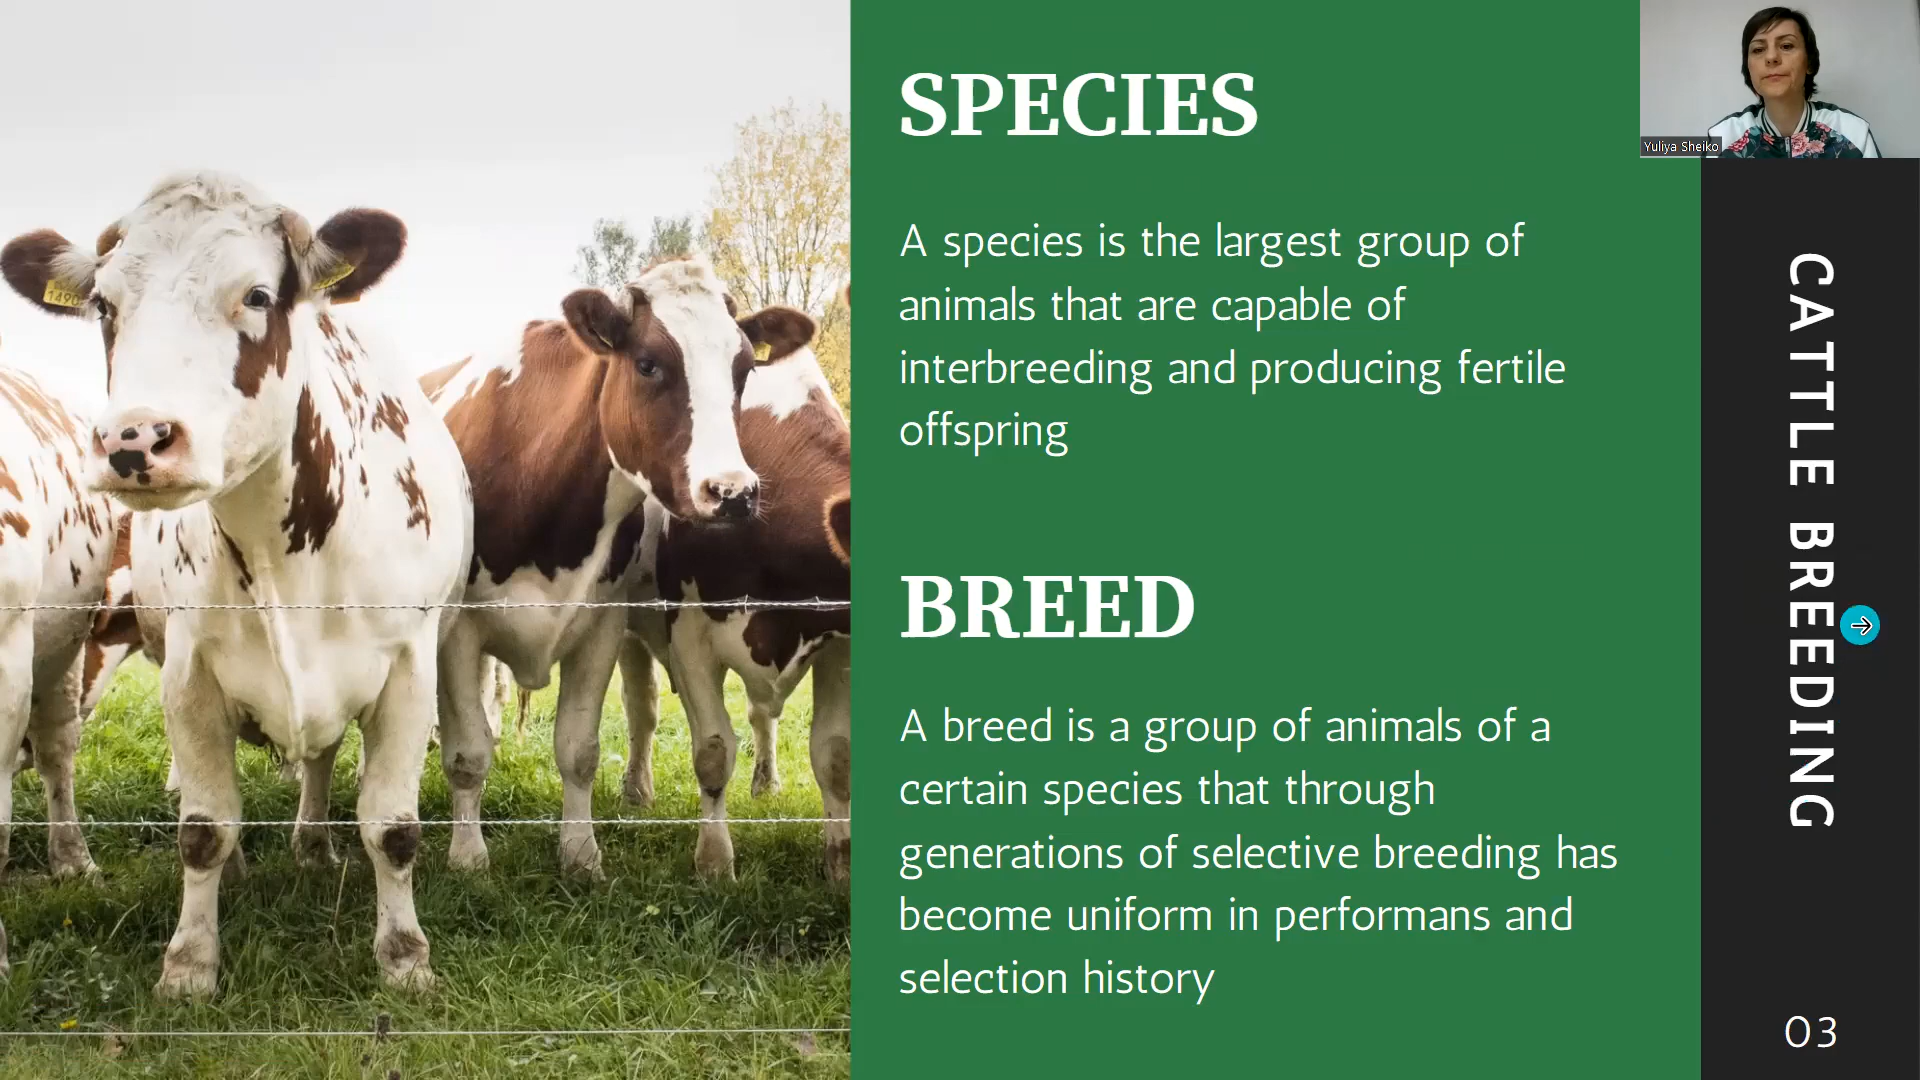 SPECIES
A species is the largest group of
animals that are capable of
interbreeding and producing fertile
offspring
BREED
A breed is a group of animals of a
certain species that through
generations of selective breeding has
become uniform in performans and
selection history
Yuliya Sheiko
CATTLE BREEDING
03
1490